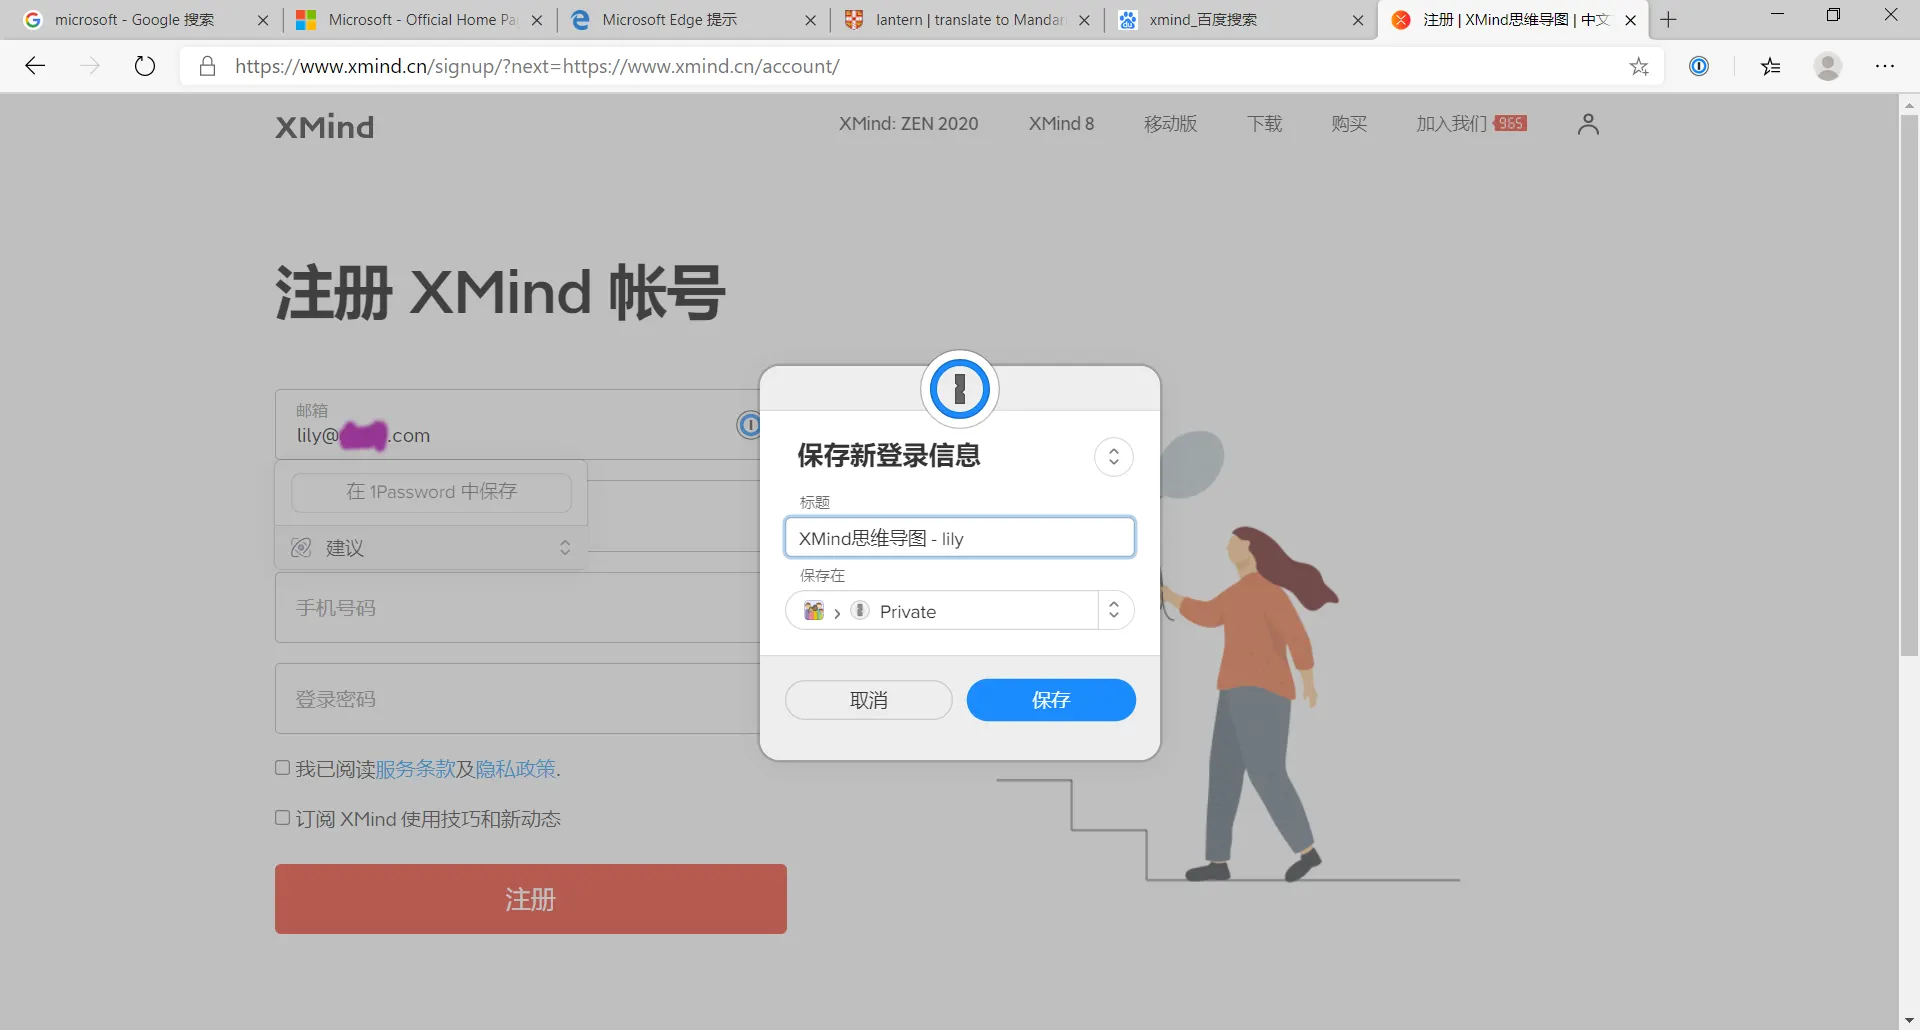 microsoft - Google 搜索
Microsoft - Official Home Pa
Microsoft Edge 提示
lantern | translate to Mandar
xmind_百度搜索
注册 | XMind思维导图 | 中文
https://www.xmind.cn/signup/?next=https://www.xmind.cn/account/
XMind
XMind: ZEN 2020
XMind 8
移动版
下载
购买
加入我们 965
注册 XMind 帐号
邮箱
lily@
.com
在 1Password 中保存
建议
手机号码
登录密码
我已阅读服务条款及隐私政策.
订阅 XMind 使用技巧和新动态
注册
保存新登录信息
标题
XMind思维导图 - lily
保存在
Private
取消
保存